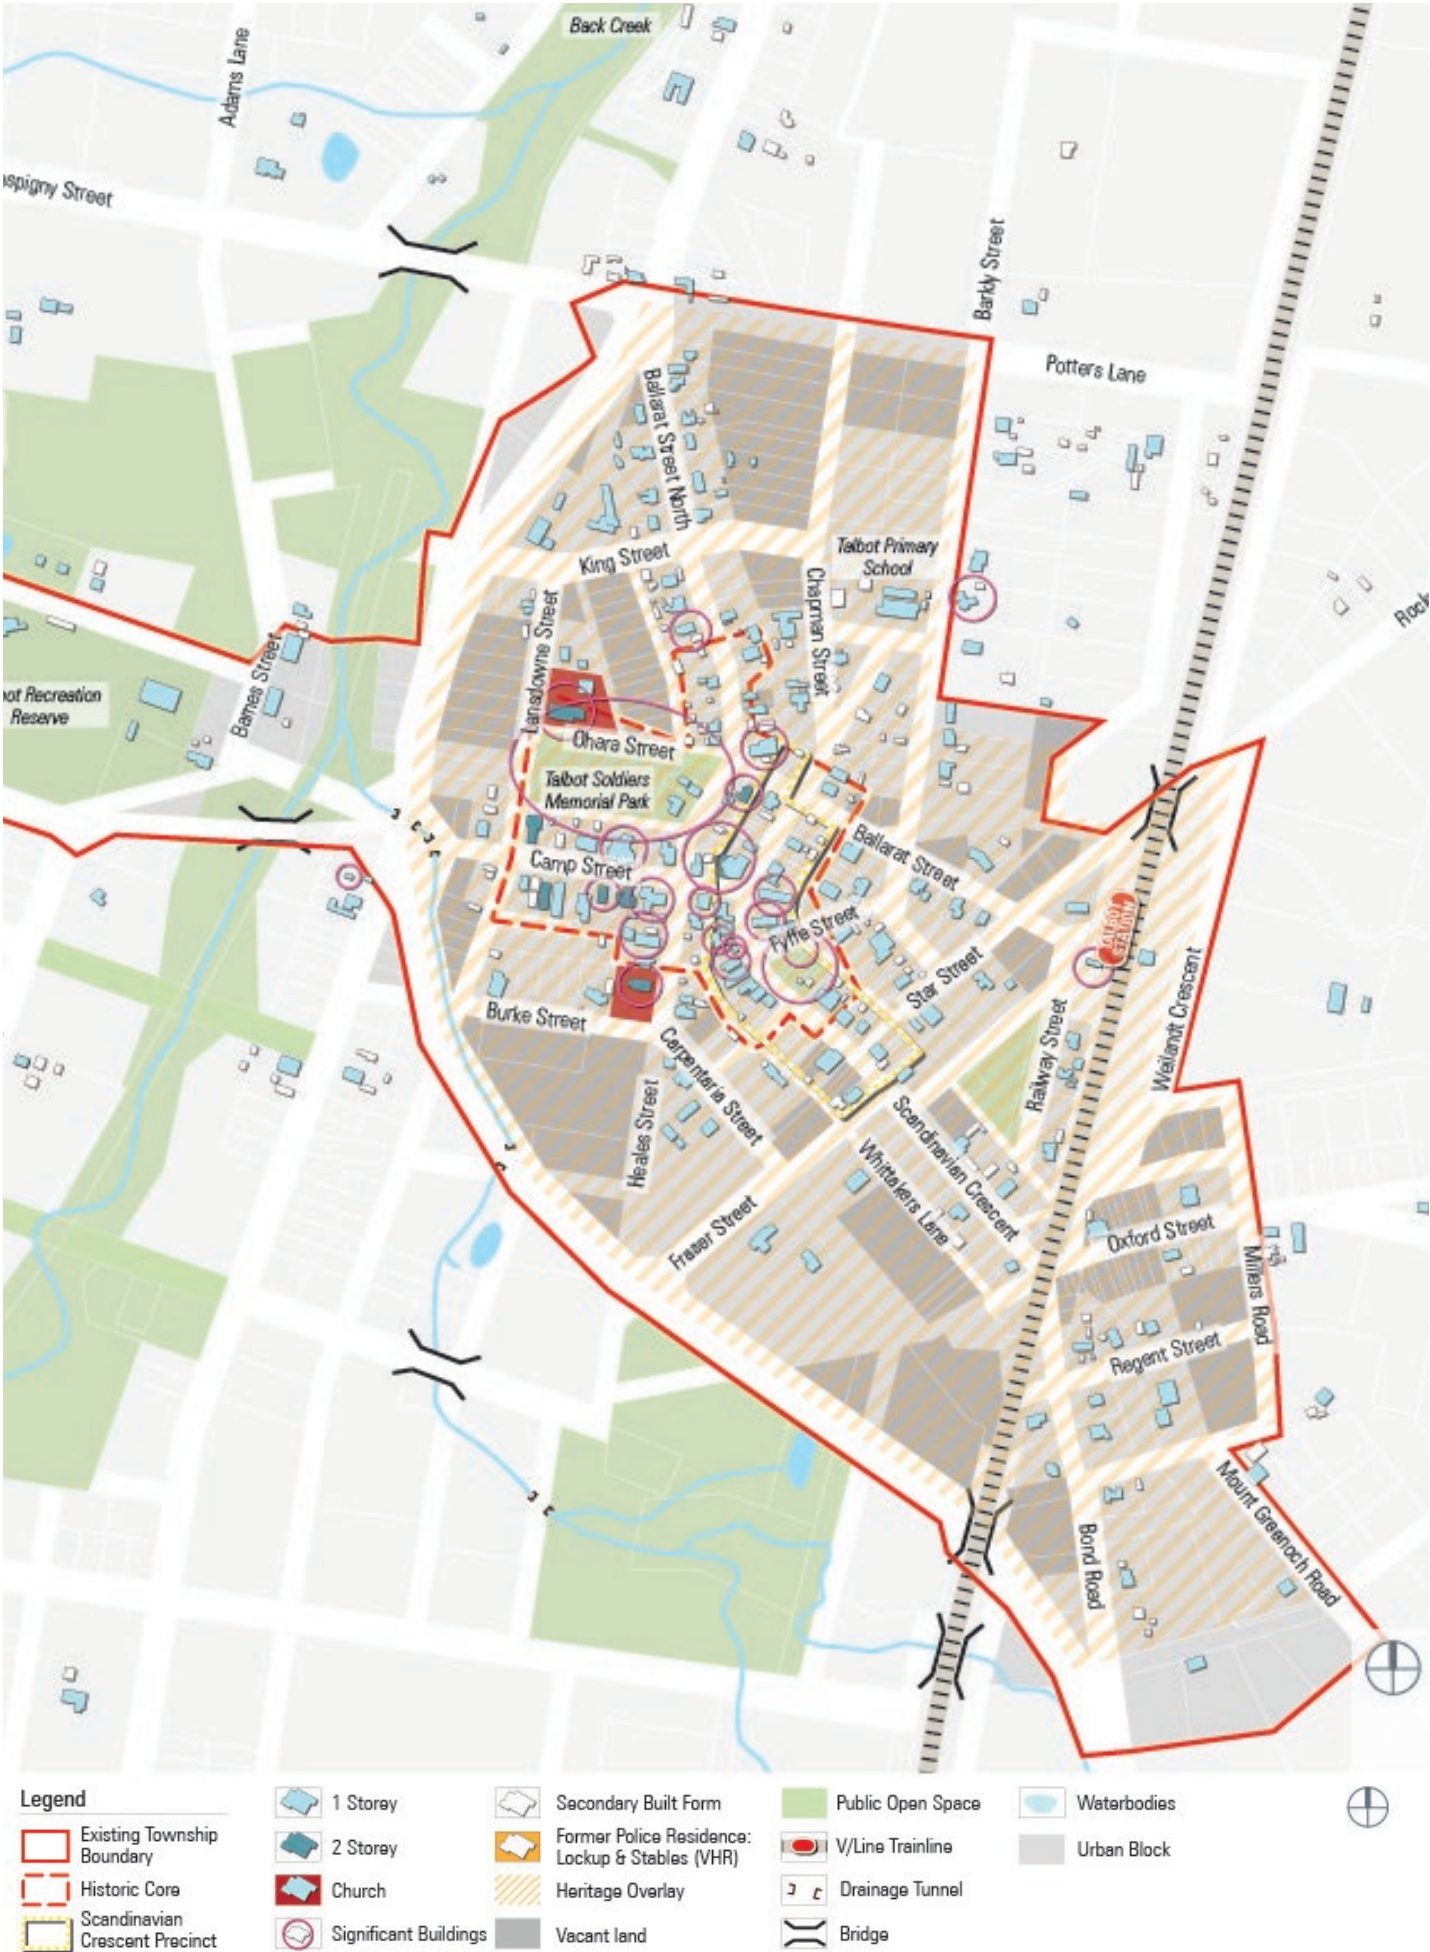 Back Creek
Adams Lane
aspigny Street
Barkly Street
Potters Lane
Ballarat Street North
King Street
Talbot Primary
School
Chapman Street
Lansdowne Street
Barnes Street
ot Recreation
Reserve
Ohara Street
Talbot Soldiers
Memorial Park
Camp Street
Ballarat Street
Fyffe Street
Star Street
TALBOT
STATION
Weilandt Crescent
Railway Street
Burke Street
Carpentaria Street
Heales Street
Scandinavian Crescent
Whittakers Lane
Fraser Street
Oxford Street
Millers Road
Regent Street
Mount Greenoch Road
Bond Road
Rock
Legend
Existing Township
Boundary
Historic Core
Scandinavian
Crescent Precinct
1 Storey
2 Storey
Church
Significant Buildings
Secondary Built Form
Former Police Residence:
Lockup & Stables (VHR)
Heritage Overlay
Vacant land
Public Open Space
V/Line Trainline
Drainage Tunnel
Bridge
Waterbodies
Urban Block